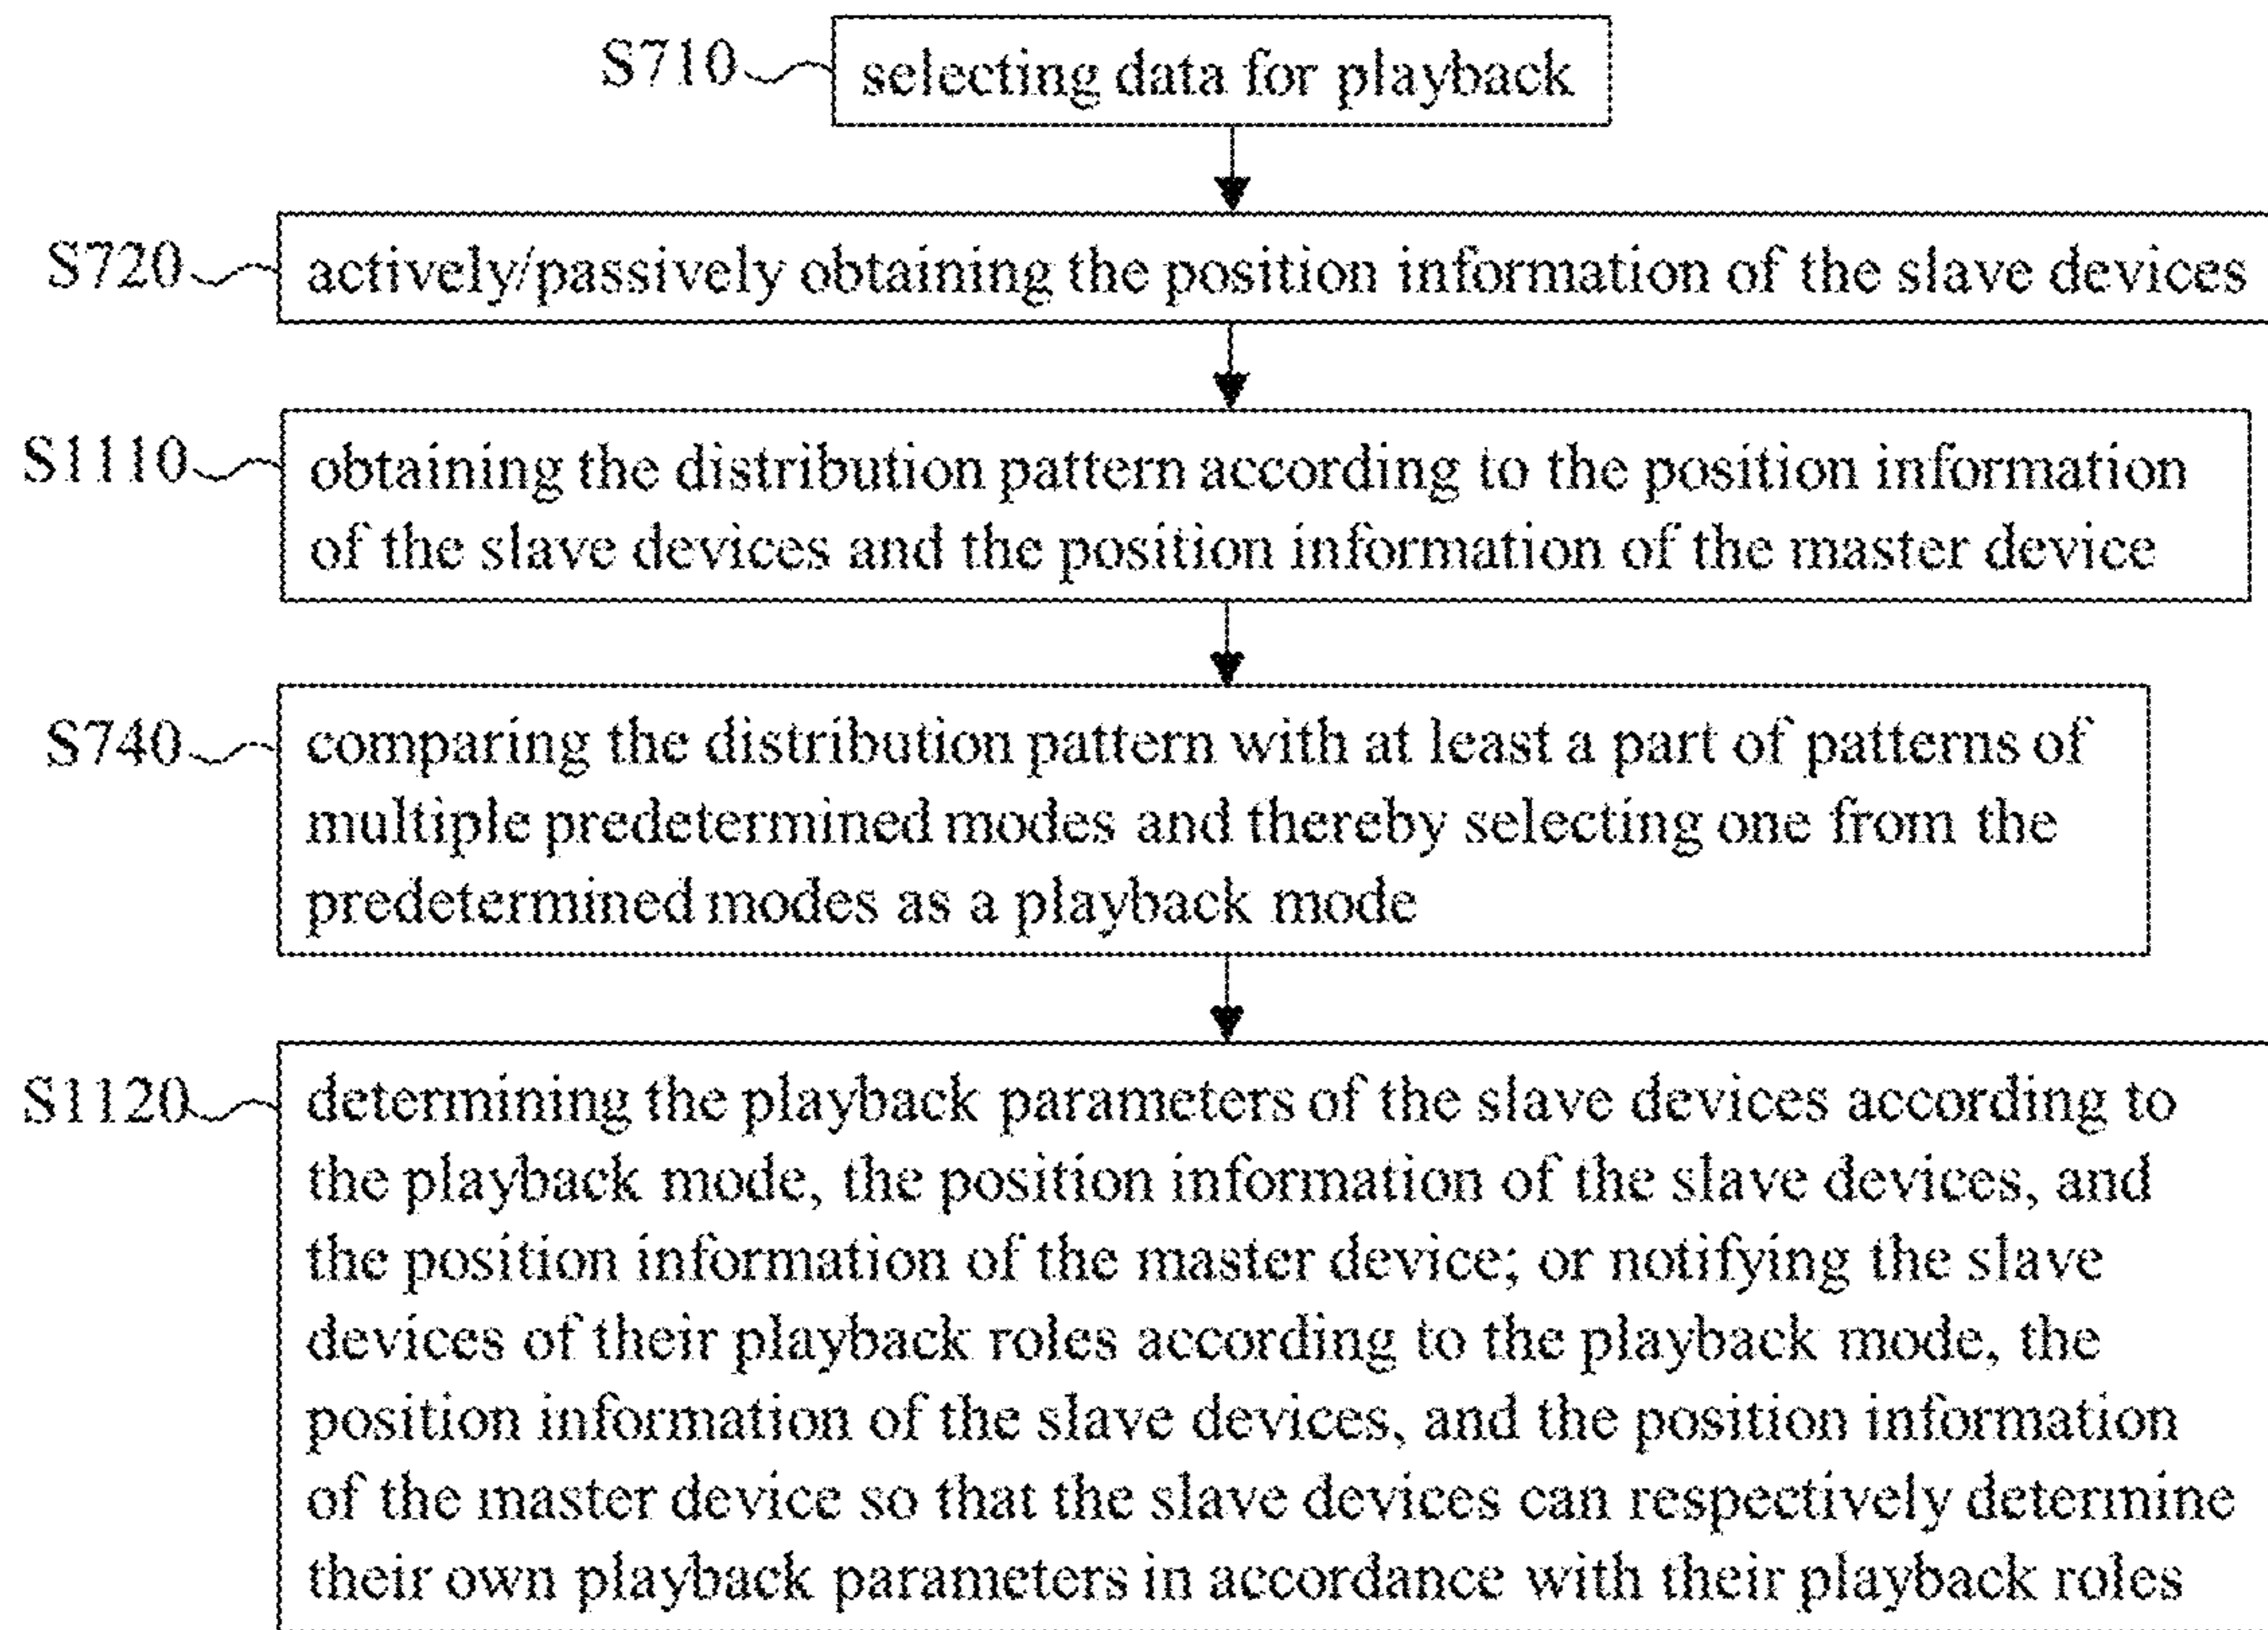 S710 selecting data for playback
S720 actively/passively obtaining the position information of the slave devices
S1110 obtaining the distribution pattern according to the position information
of the slave devices and the position information of the master device
S740 comparing the distribution pattern with at least a part of patterns of
multiple predetermined modes and thereby selecting one from the
predetermined modes as a playback mode
S1120 determining the playback parameters of the slave devices according to
the playback mode, the position information of the slave devices, and
the position information of the master device; or notifying the slave
devices of their playback roles according to the playback mode, the
position information of the slave devices, and the position information
of the master device so that the slave devices can respectively determine
their own playback parameters in accordance with their playback roles